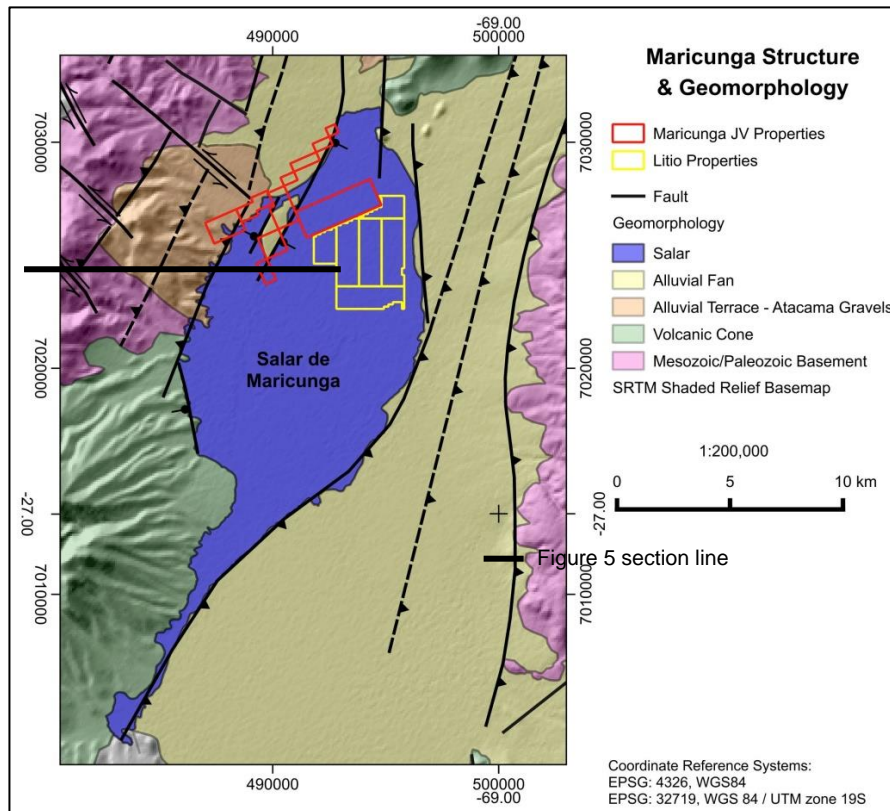 -69.00
490000
500000
Maricunga Structure
& Geomorphology
Maricunga JV Properties
Litio Properties
Fault
Geomorphology
Salar
Alluvial Fan
Alluvial Terrace - Atacama Gravels
Volcanic Cone
Mesozoic/Paleozoic Basement
SRTM Shaded Relief Basemap
7030000
7030000
7020000
7020000
Salar de
Maricunga
1:200,000
0
5
10 km
-27.00
-27.00
Figure 5 section line
7010000
7010000
490000
500000
-69.00
Coordinate Reference Systems:
EPSG: 4326, WGS84
EPSG: 32719, WGS 84 / UTM zone 19S